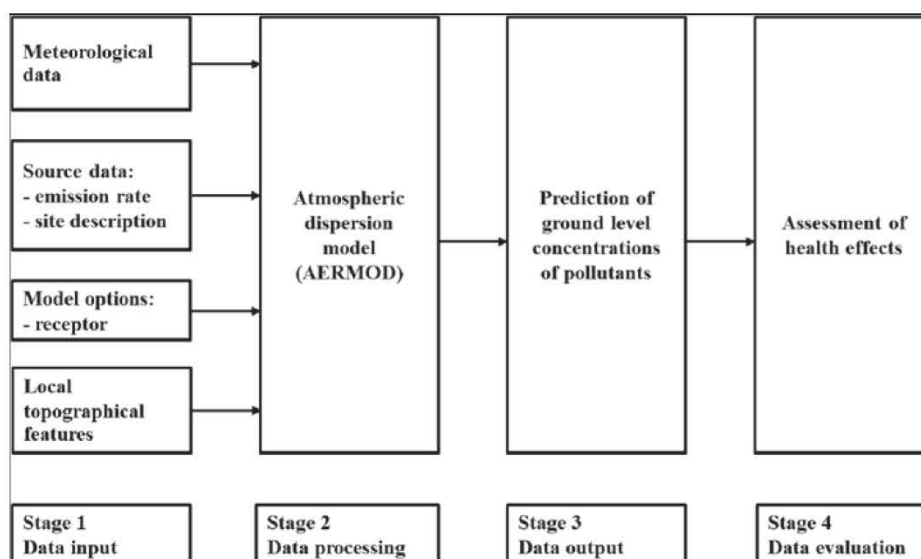 Meteorological
data
Source data:
- emission rate
- site description
Model options:
- receptor
Local
topographical
features
Atmospheric
dispersion
model
(AERMOD)
Prediction of
ground level
concentrations
of pollutants
Assessment of
health effects
Stage 1
Data input
Stage 2
Data processing
Stage 3
Data output
Stage 4
Data evaluation